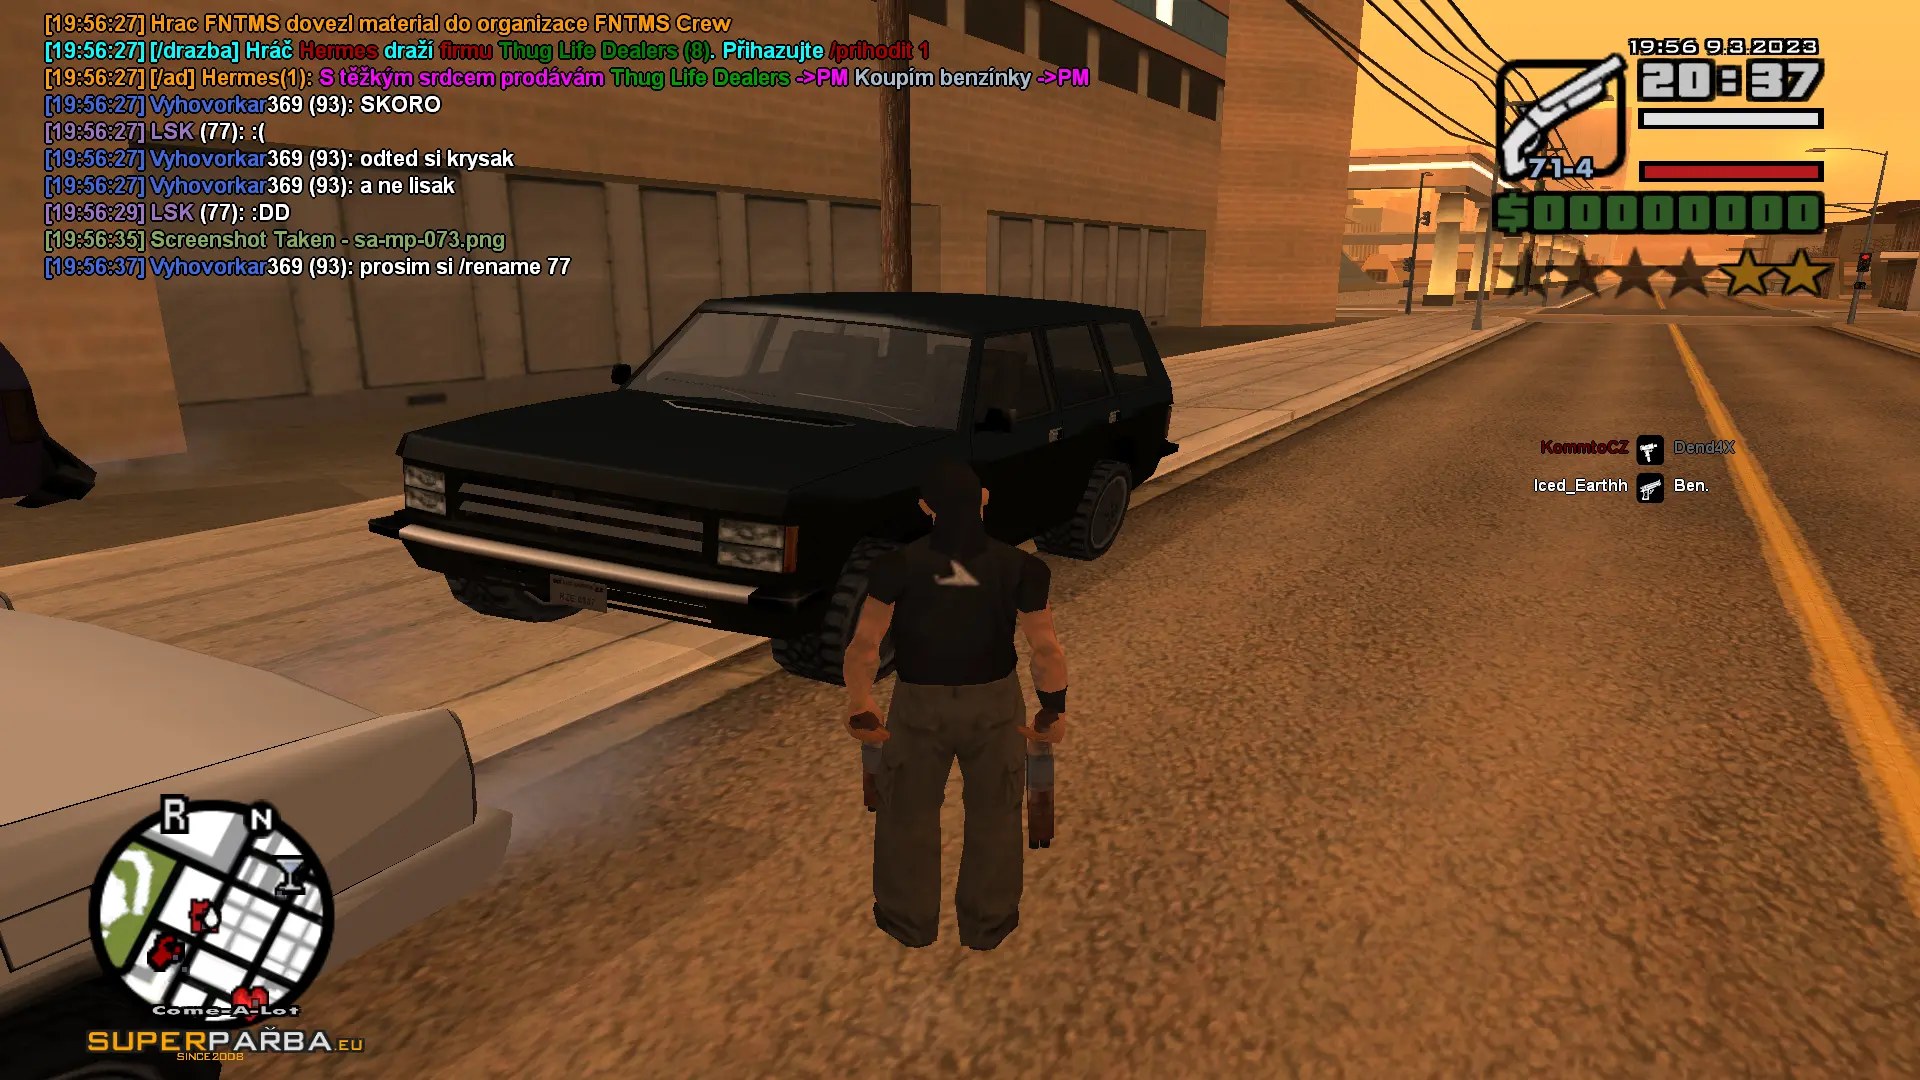 [19:56:27] Hrac FNTMS dovezl material do organizace FNTMS Crew
[19:56:27] [/drazba] Hráč Hermes draží firmu Thug Life Dealers (8). Přihazujte /prihodit 1
[19:56:27] [/ad] Hermes(1): S těžkým srdcem prodávám Thug Life Dealers ->PM Koupím benzínky ->PM
[19:56:27] Vyhovorkar369 (93): SKORO
[19:56:27] LSK (77): :(
[19:56:27] Vyhovorkar369 (93): odted si krysak
[19:56:27] Vyhovorkar369 (93): a ne lisak
[19:56:29] LSK (77): :DD
[19:56:35] Screenshot Taken - sa-mp-073.png
[19:56:37] Vyhovorkar369 (93): prosim si /rename 77
19:56 9.3.2023
20:37
71-4
$00000000
KommtoCZ Dend4X
Iced_Earthh Ben.
R N
Come-A-Lot
SUPERPAŘBA.EU
SINCE2008